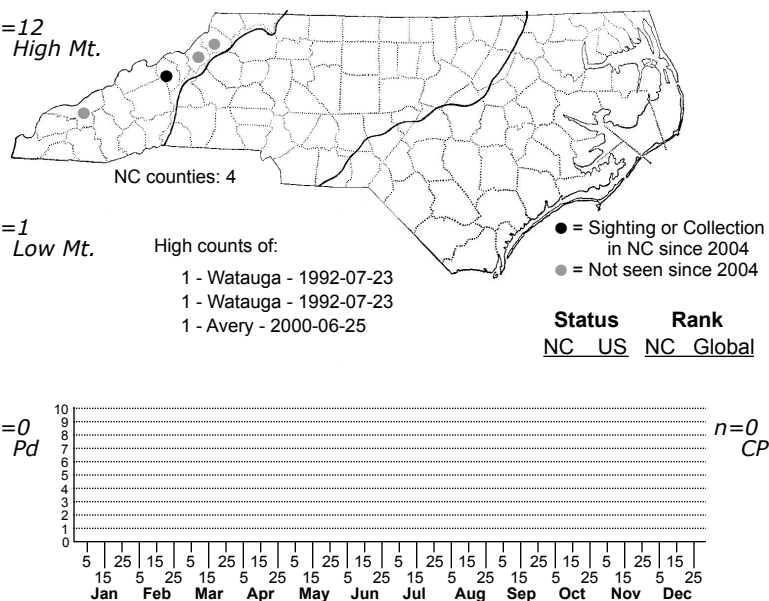 =12
High Mt.
NC counties: 4
=1
Low Mt.
High counts of:
1 - Watauga - 1992-07-23
1 - Watauga - 1992-07-23
1 - Avery - 2000-06-25
● = Sighting or Collection
in NC since 2004
● = Not seen since 2004
Status Rank
NC US NC Global
=0
Pd
n=0
CP
10
9
8
7
6
5
4
3
2
1
0
5 25 15 5 25 15 5 25 15 5 25 15 5 25 15 5 25 15
15 5 25 15 5 25 15 5 25 15 5 25 15 5 25 15 5 25
Jan Feb Mar Apr May Jun Jul Aug Sep Oct Nov Dec